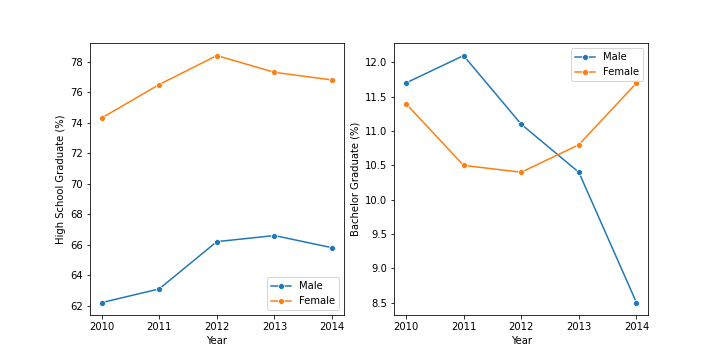 High School Graduate (%)
78
76
74
72
70
68
66
64
62
2010 2011 2012 2013 2014
Year
Male
Female
Bachelor Graduate (%)
12.0
11.5
11.0
10.5
10.0
9.5
9.0
8.5
2010 2011 2012 2013 2014
Year
Male
Female